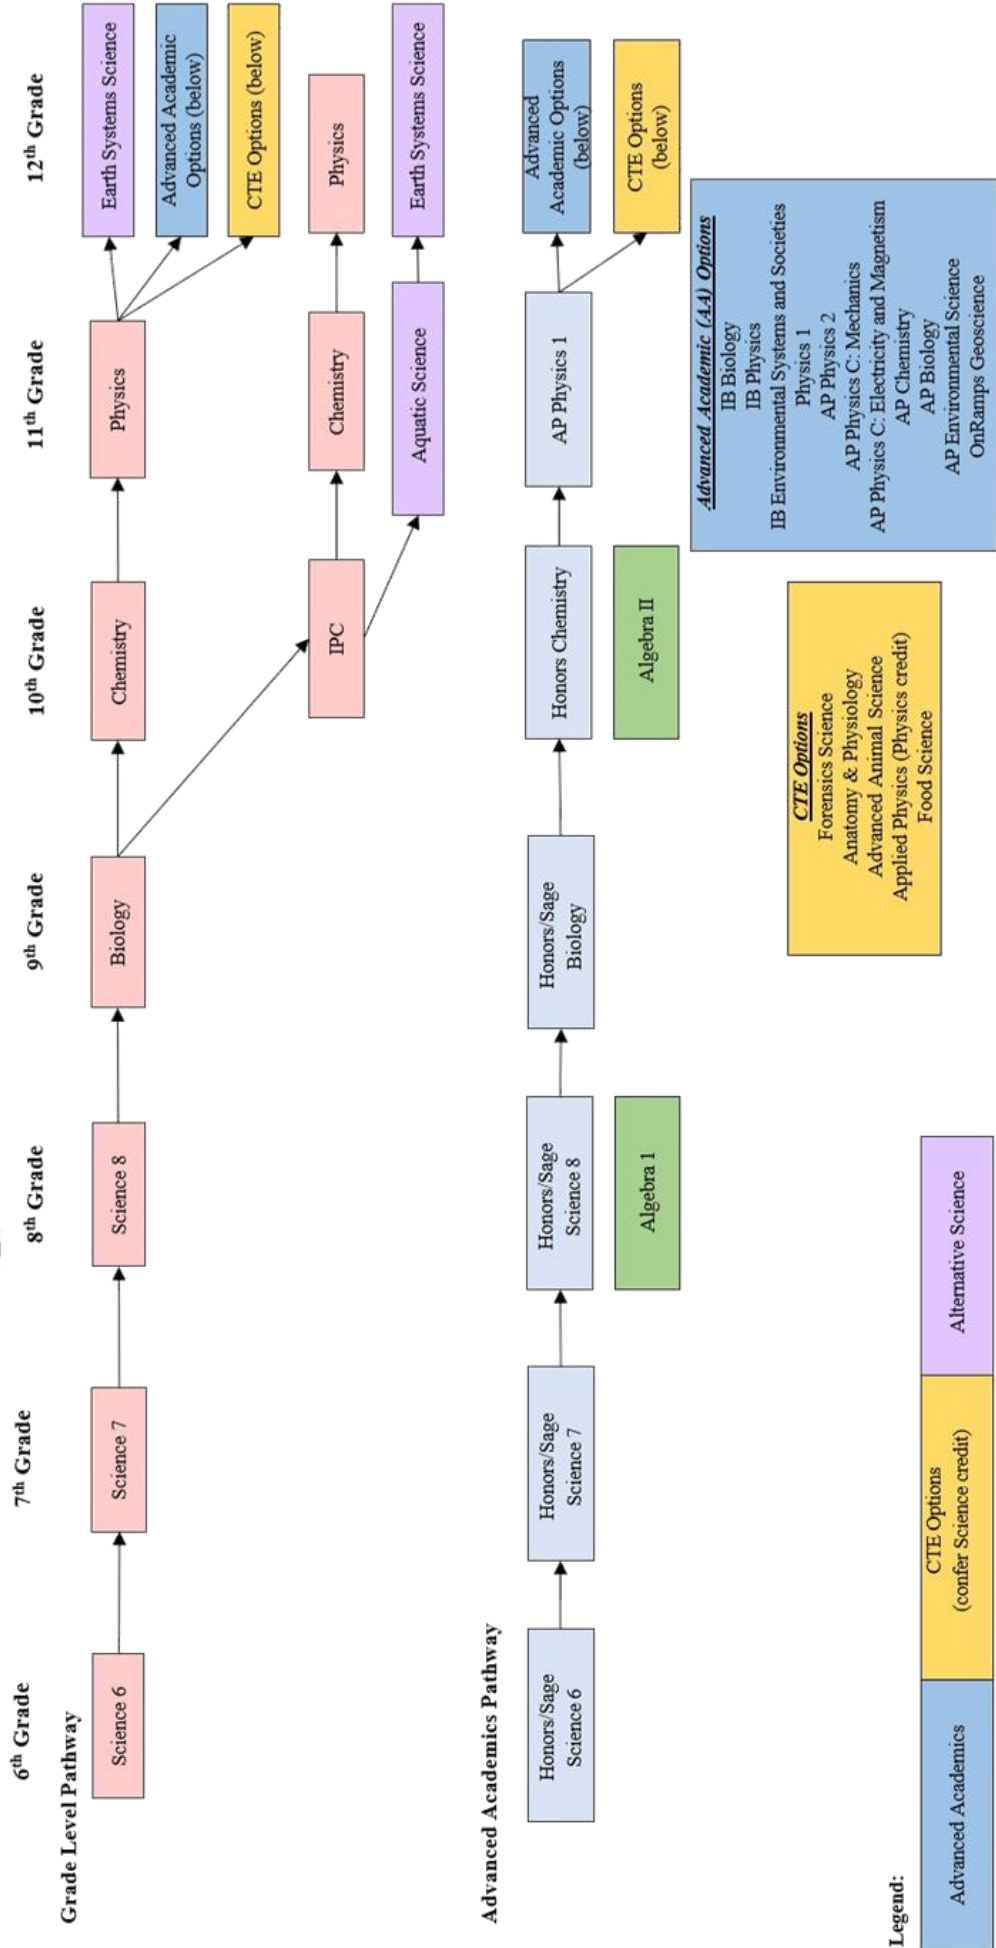 6th Grade
7th Grade
8th Grade
9th Grade
10th Grade
11th Grade
12th Grade
Grade Level Pathway
Science 6
Science 7
Science 8
Biology
Chemistry
Physics
Earth Systems Science
Advanced Academic
Options (below)
CTE Options (below)
IPC
Chemistry
Physics
Aquatic Science
Earth Systems Science
Advanced Academics Pathway
Honors/Sage
Science 6
Honors/Sage
Science 7
Honors/Sage
Science 8
Honors/Sage
Biology
Honors Chemistry
AP Physics 1
Advanced
Academic Options
(below)
Algebra 1
Algebra II
CTE Options
(below)
CTE Options
Forensics Science
Anatomy & Physiology
Advanced Animal Science
Applied Physics (Physics credit)
Food Science
Advanced Academic (AA) Options
IB Biology
IB Physics
IB Environmental Systems and Societies
Physics 1
AP Physics 2
AP Physics C: Mechanics
AP Physics C: Electricity and Magnetism
AP Chemistry
AP Biology
AP Environmental Science
OnRamps Geoscience
Legend:
Advanced Academics
CTE Options
(confer Science credit)
Alternative Science